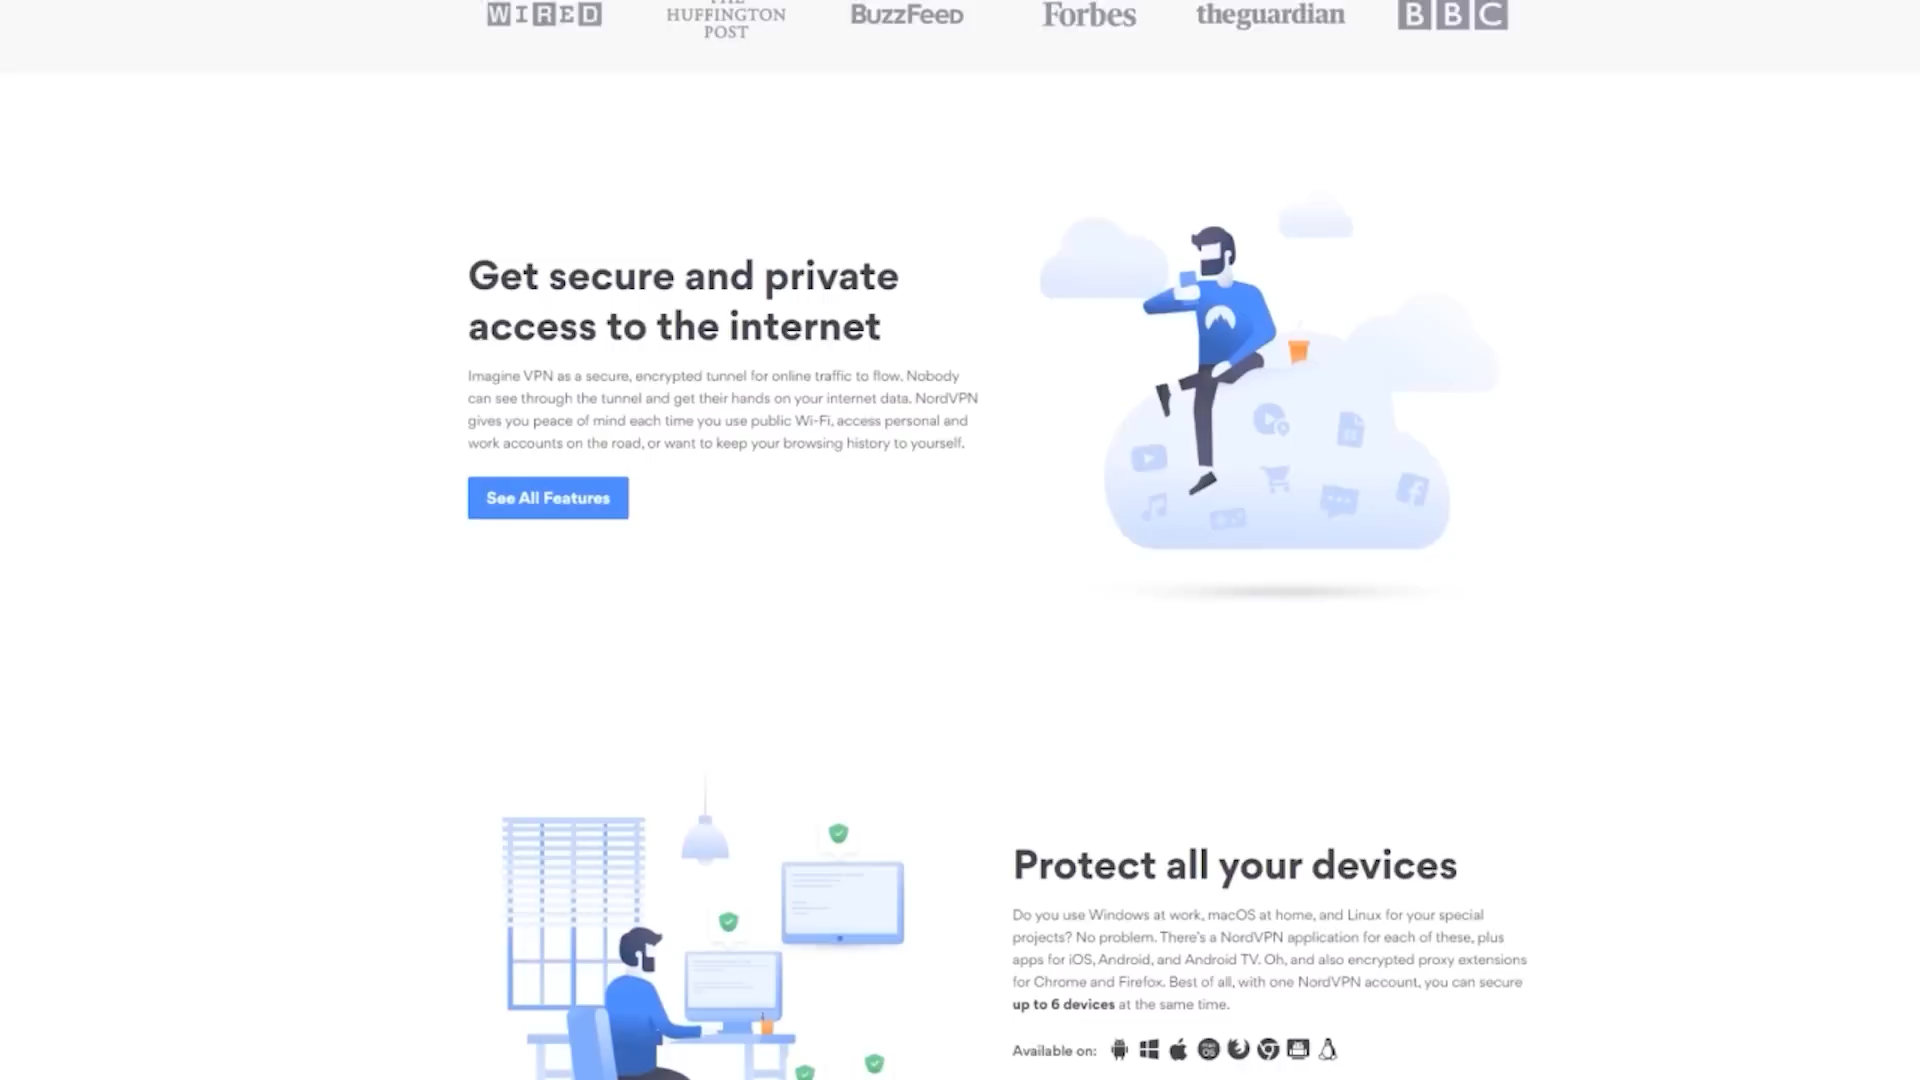 WIRED
THE
HUFFINGTON
POST
BuzzFeed
Forbes
theguardian
BBC
Get secure and private
access to the internet
Imagine VPN as a secure, encrypted tunnel for online traffic to flow. Nobody
can see through the tunnel and get their hands on your internet data. NordVPN
gives you peace of mind each time you use public Wi-Fi, access personal and
work accounts on the road, or want to keep your browsing history to yourself.
See All Features
Protect all your devices
Do you use Windows at work, macOS at home, and Linux for your special
projects? No problem. There's a NordVPN application for each of these, plus
apps for iOS, Android, and Android TV. Oh, and also encrypted proxy extensions
for Chrome and Firefox. Best of all, with one NordVPN account, you can secure
up to 6 devices at the same time.
Available on: